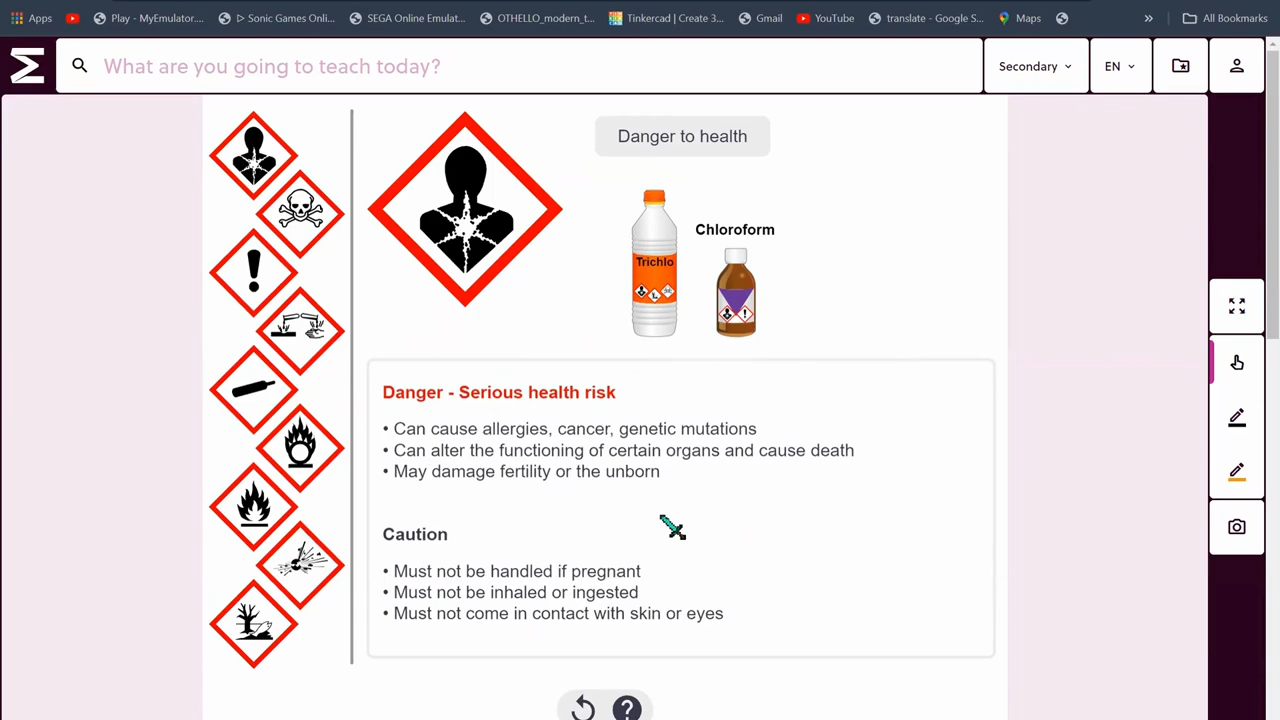 Apps
Play - MyEmulator....
▷ Sonic Games Onli...
SEGA Online Emulat...
OTHELLO_modern_t...
Tinkercad | Create 3...
Gmail
YouTube
translate - Google S...
Maps
»
All Bookmarks
What are you going to teach today?
Secondary
EN
Danger to health
Chloroform
Trichlo
Danger - Serious health risk
• Can cause allergies, cancer, genetic mutations
• Can alter the functioning of certain organs and cause death
• May damage fertility or the unborn
Caution
• Must not be handled if pregnant
• Must not be inhaled or ingested
• Must not come in contact with skin or eyes
?